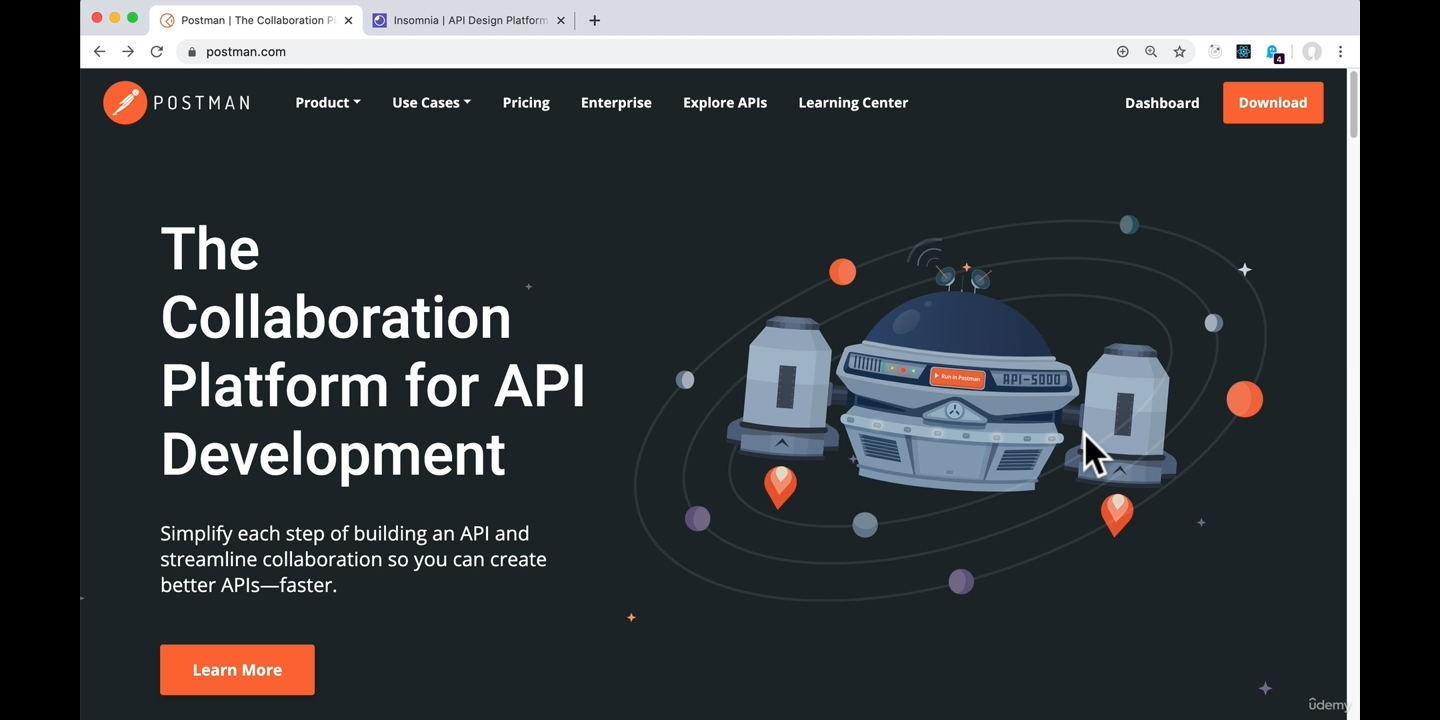 Postman | The Collaboration Pl
Insomnia | API Design Platform
postman.com
4
POSTMAN
Product
Use Cases
Pricing
Enterprise
Explore APIs
Learning Center
Dashboard
Download
The
Collaboration
Platform for API
Development
Run in Postman
API-5000
Simplify each step of building an API and
streamline collaboration so you can create
better APIs—faster.
Learn More
ûdemy